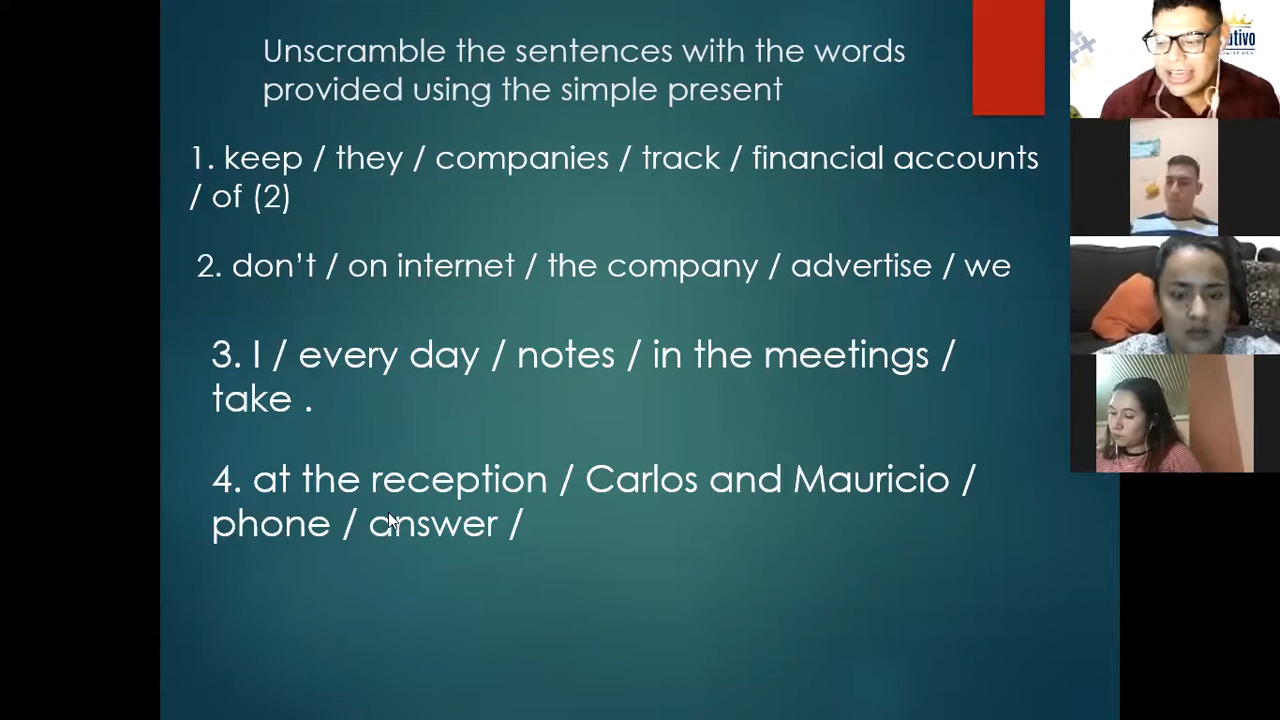 Unscramble the sentences with the words
provided using the simple present
1. keep / they / companies / track / financial accounts
/ of (2)
2. don’t / on internet / the company / advertise / we
3. I / every day / notes / in the meetings /
take .
4. at the reception / Carlos and Mauricio /
phone / answer /